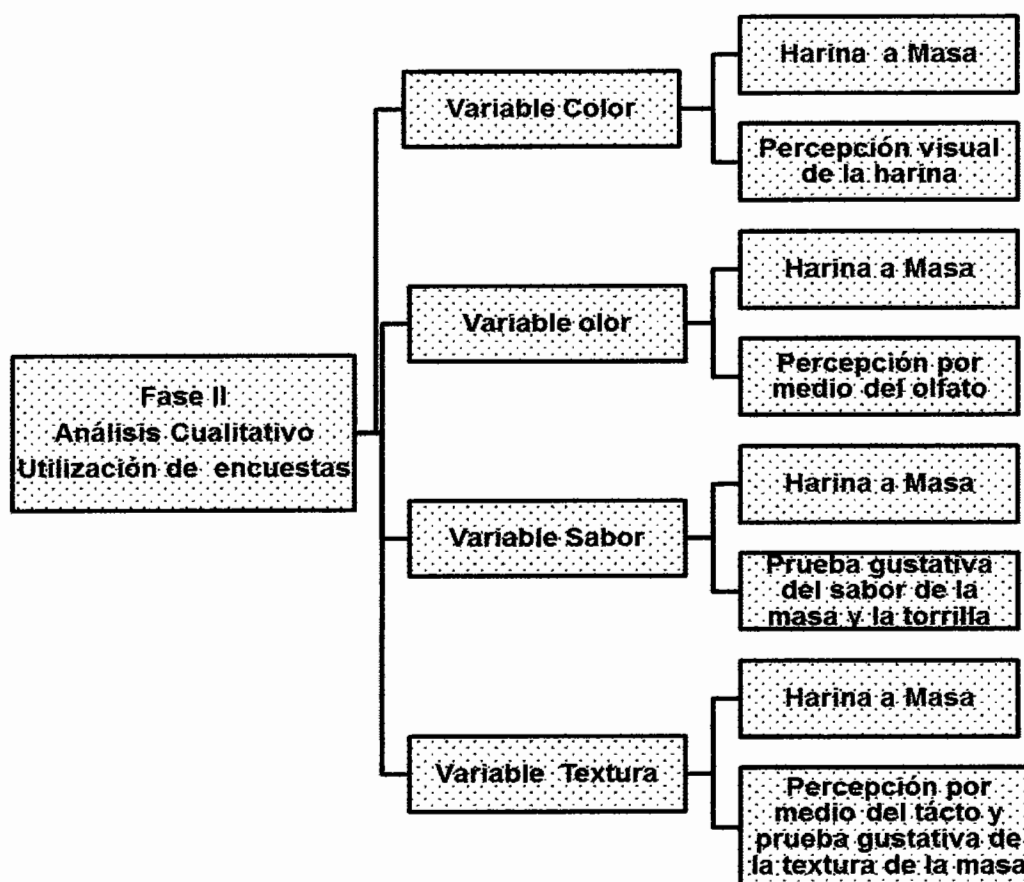 Fase II
Análisis Cualitativo
Utilización de encuestas
Variable Color
Harina a Masa
Percepción visual
de la harina
Variable olor
Harina a Masa
Percepción por
medio del olfato
Variable Sabor
Harina a Masa
Prueba gustativa
del sabor de la
masa y la torrilla
Variable Textura
Harina a Masa
Percepción por
medio del tácto y
prueba gustativa de
la textura de la masa